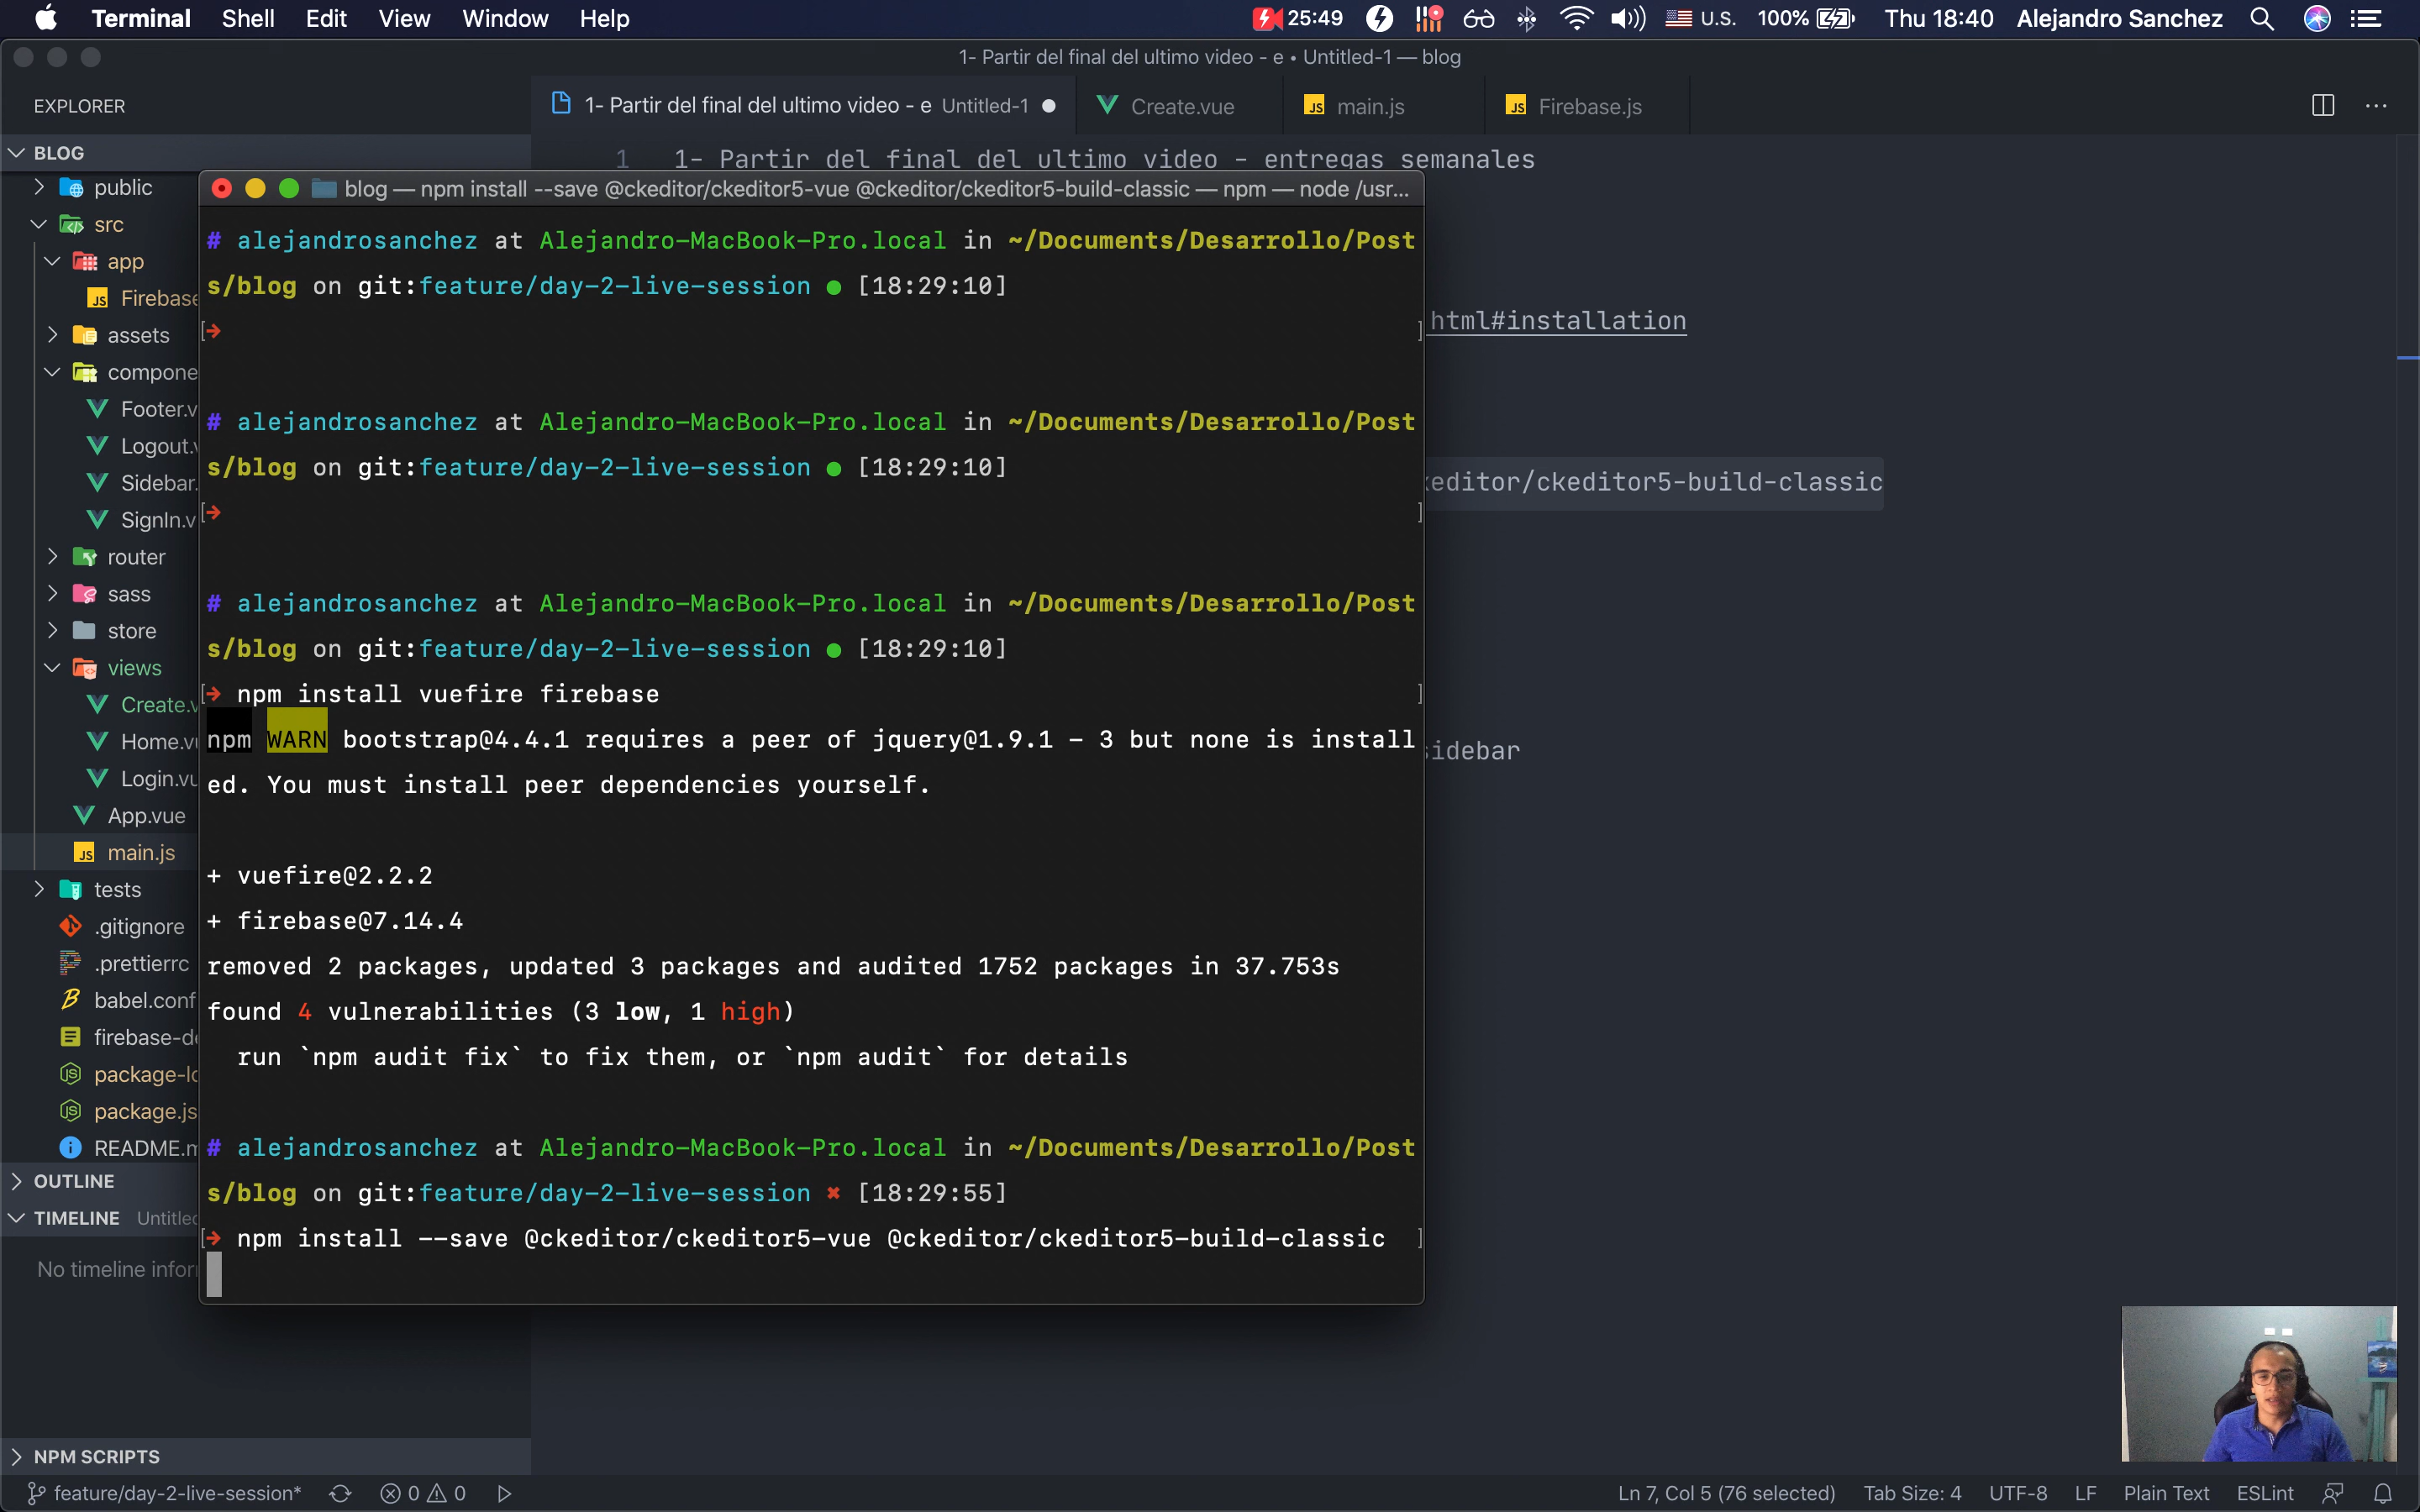 Terminal Shell Edit View Window Help 25:49 U.S. 100% Thu 18:40 Alejandro Sanchez
1- Partir del final del ultimo video - e • Untitled-1 — blog
EXPLORER
1- Partir del final del ultimo video - e Untitled-1
Create.vue
main.js
Firebase.js
BLOG
public
src
app
Firebase
assets
compone
Footer.v
Logout.v
Sidebar.
SignIn.v
router
sass
store
views
Create.v
Home.vu
Login.vu
App.vue
main.js
tests
.gitignore
.prettierrc
babel.conf
firebase-de
package-lo
package.js
README.m
OUTLINE
TIMELINE Untitled
No timeline inform
NPM SCRIPTS
1 1- Partir del final del ultimo video - entregas semanales
html#installation
keditor/ckeditor5-build-classic
sidebar
blog — npm install --save @ckeditor/ckeditor5-vue @ckeditor/ckeditor5-build-classic — npm — node /usr...
# alejandrosanchez at Alejandro-MacBook-Pro.local in ~/Documents/Desarrollo/Post
s/blog on git:feature/day-2-live-session ● [18:29:10]
[➜ ]
# alejandrosanchez at Alejandro-MacBook-Pro.local in ~/Documents/Desarrollo/Post
s/blog on git:feature/day-2-live-session ● [18:29:10]
[➜ ]
# alejandrosanchez at Alejandro-MacBook-Pro.local in ~/Documents/Desarrollo/Post
s/blog on git:feature/day-2-live-session ● [18:29:10]
[➜ npm install vuefire firebase ]
npm WARN bootstrap@4.4.1 requires a peer of jquery@1.9.1 - 3 but none is install
ed. You must install peer dependencies yourself.
+ vuefire@2.2.2
+ firebase@7.14.4
removed 2 packages, updated 3 packages and audited 1752 packages in 37.753s
found 4 vulnerabilities (3 low, 1 high)
run `npm audit fix` to fix them, or `npm audit` for details
# alejandrosanchez at Alejandro-MacBook-Pro.local in ~/Documents/Desarrollo/Post
s/blog on git:feature/day-2-live-session ✖ [18:29:55]
[➜ npm install --save @ckeditor/ckeditor5-vue @ckeditor/ckeditor5-build-classic ]
feature/day-2-live-session* 0 0 Ln 7, Col 5 (76 selected) Tab Size: 4 UTF-8 LF Plain Text ESLint